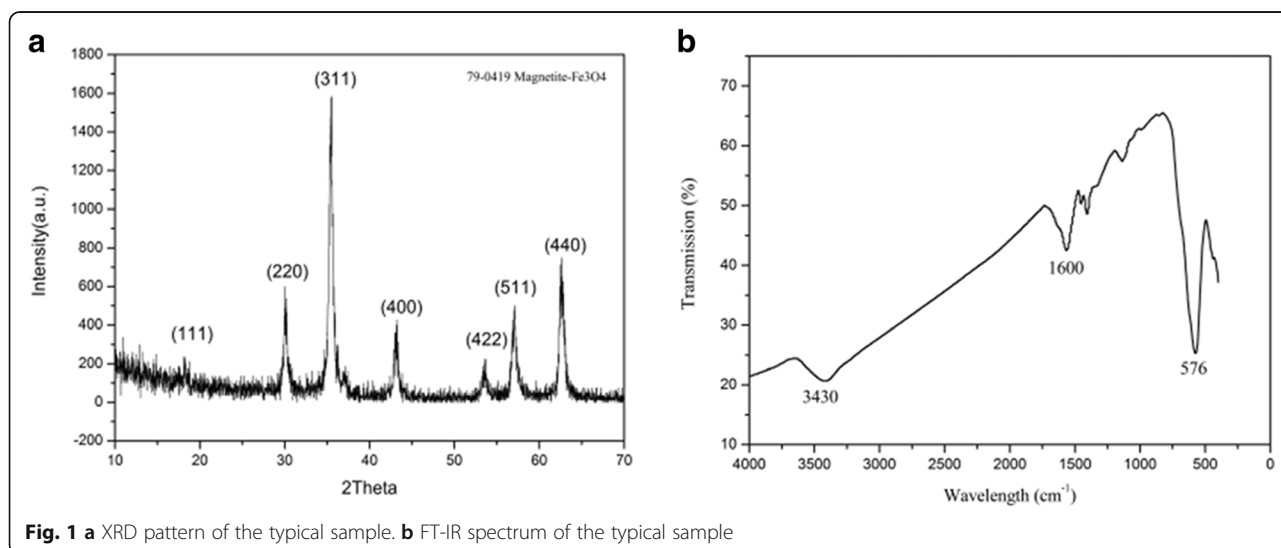 a
1800
1600
1400
1200
1000
800
600
400
200
0
-200
Intensity(a.u.)
79-0419 Magnetite-Fe3O4
(111)
(220)
(311)
(400)
(422)
(511)
(440)
10 20 30 40 50 60 70
2Theta
b
70
60
50
40
30
20
10
Transmission (%)
3430
1600
576
4000 3500 3000 2500 2000 1500 1000 500 0
Wavelength (cm⁻¹)
Fig. 1 a XRD pattern of the typical sample. b FT-IR spectrum of the typical sample